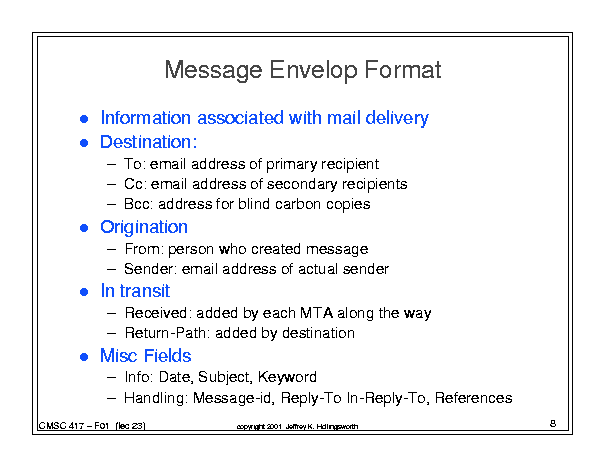 Message Envelop Format
● Information associated with mail delivery
● Destination:
– To: email address of primary recipient
– Cc: email address of secondary recipients
– Bcc: address for blind carbon copies
● Origination
– From: person who created message
– Sender: email address of actual sender
● In transit
– Received: added by each MTA along the way
– Return-Path: added by destination
● Misc Fields
– Info: Date, Subject, Keyword
– Handling: Message-id, Reply-To In-Reply-To, References
CMSC 417 – F01 (lec 23) copyright 2001 Jeffrey K. Hollingsworth 8